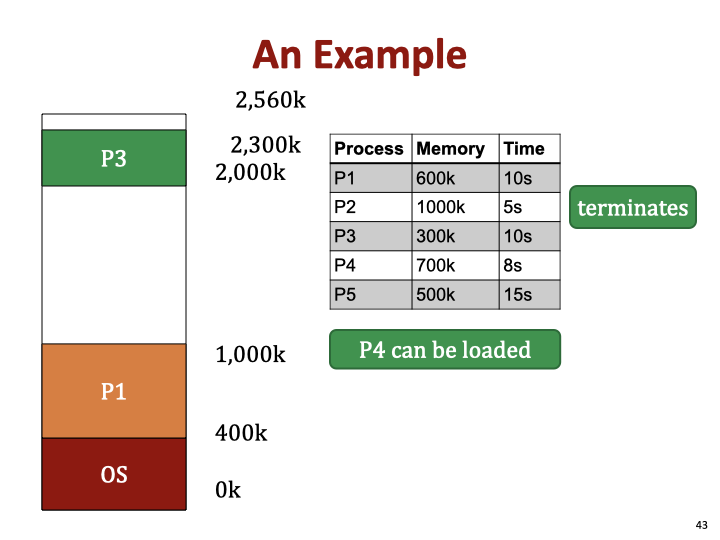 An Example
2,560k
2,300k
2,000k
P3
Process Memory Time
P1 600k 10s
P2 1000k 5s
P3 300k 10s
P4 700k 8s
P5 500k 15s
terminates
P4 can be loaded
1,000k
P1
400k
OS
0k
43